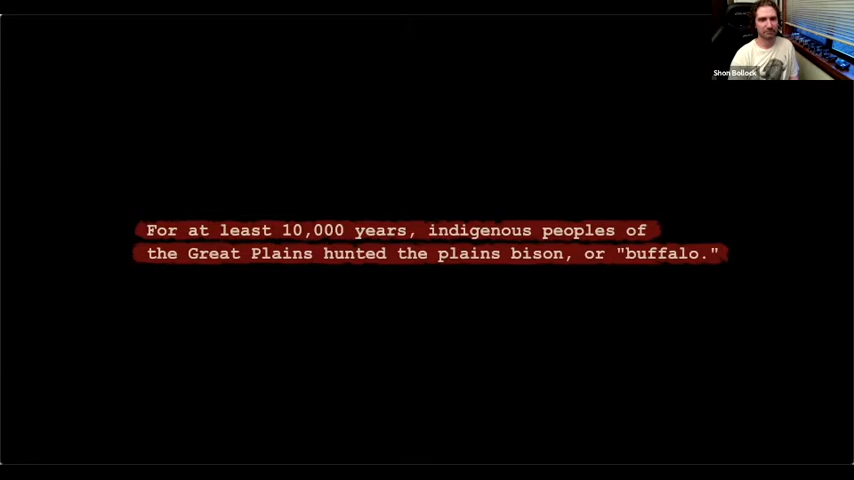 Shon Bollock
For at least 10,000 years, indigenous peoples of
the Great Plains hunted the plains bison, or "buffalo."